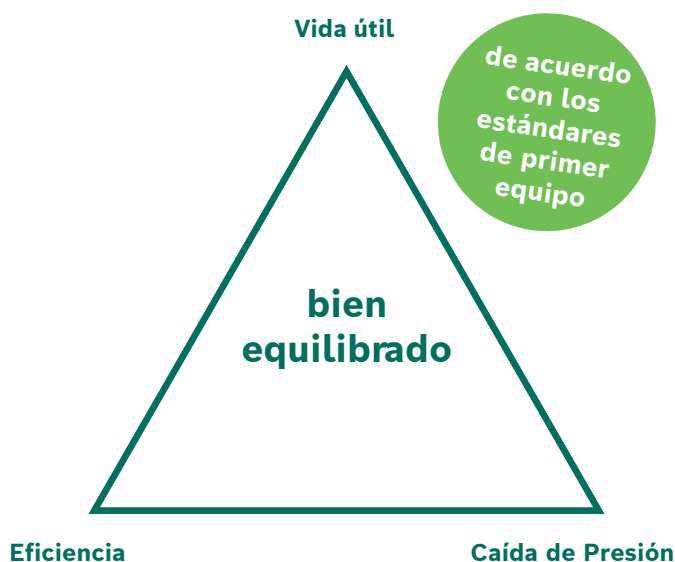 Vida útil
de acuerdo
con los
estándares
de primer
equipo
bien
equilibrado
Eficiencia
Caída de Presión